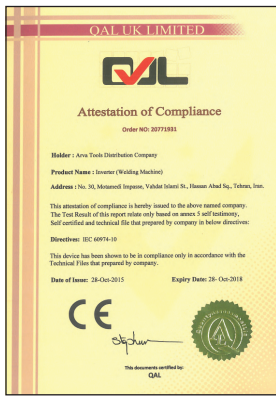 QAL UK LIMITED
QAL
Attestation of Compliance
Order NO: 20771931
Holder : Arva Tools Distribution Company
Product Name : Inverter (Welding Machine)
Address : No. 30, Motamedi Impasse, Vahdat Islami St., Hassan Abad Sq., Tehran, Iran.
This attestation of compliance is hereby issued to the above named company.
The Test Result of this report relate only based on annex 5 self testimony,
Self certified and technical file that prepared by company in below directives:
Directives: IEC 60974-10
This device has been shown to be in compliance only in accordance with the
Technical Files that prepared by company.
Date of Issue: 28-Oct-2015 Expiry Date: 28- Oct-2018
CE
Stephen
This documents certified by:
QAL